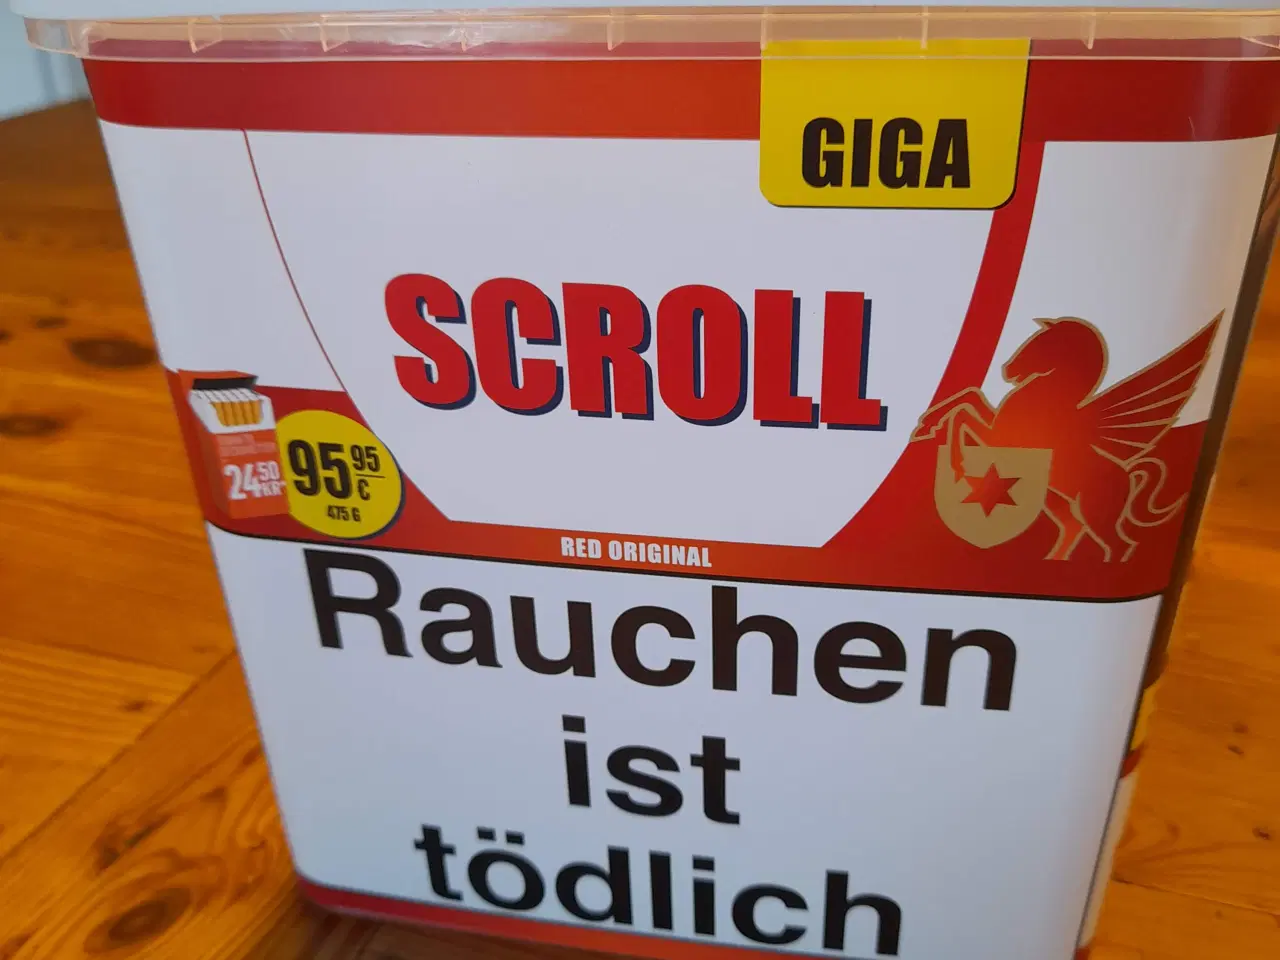 GIGA
SCROLL
24,50
KR*
95,95
€
475 G
RED ORIGINAL
Rauchen
ist
tödlich